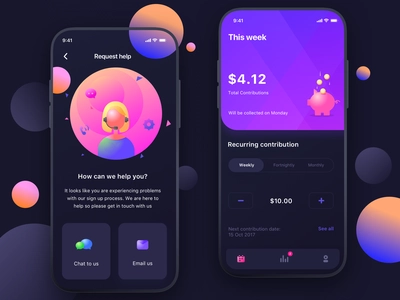 9:41
Request help
How can we help you?
It looks like you are experiencing problems
with our sign up process. We are here to
help so please get in touch with us
Chat to us
Email us
9:41
This week
$4.12
Total Contributions
Will be collected on Monday
Recurring contribution
Weekly
Fortnightly
Monthly
$10.00
Next contribution date:
15 Oct 2017
See all